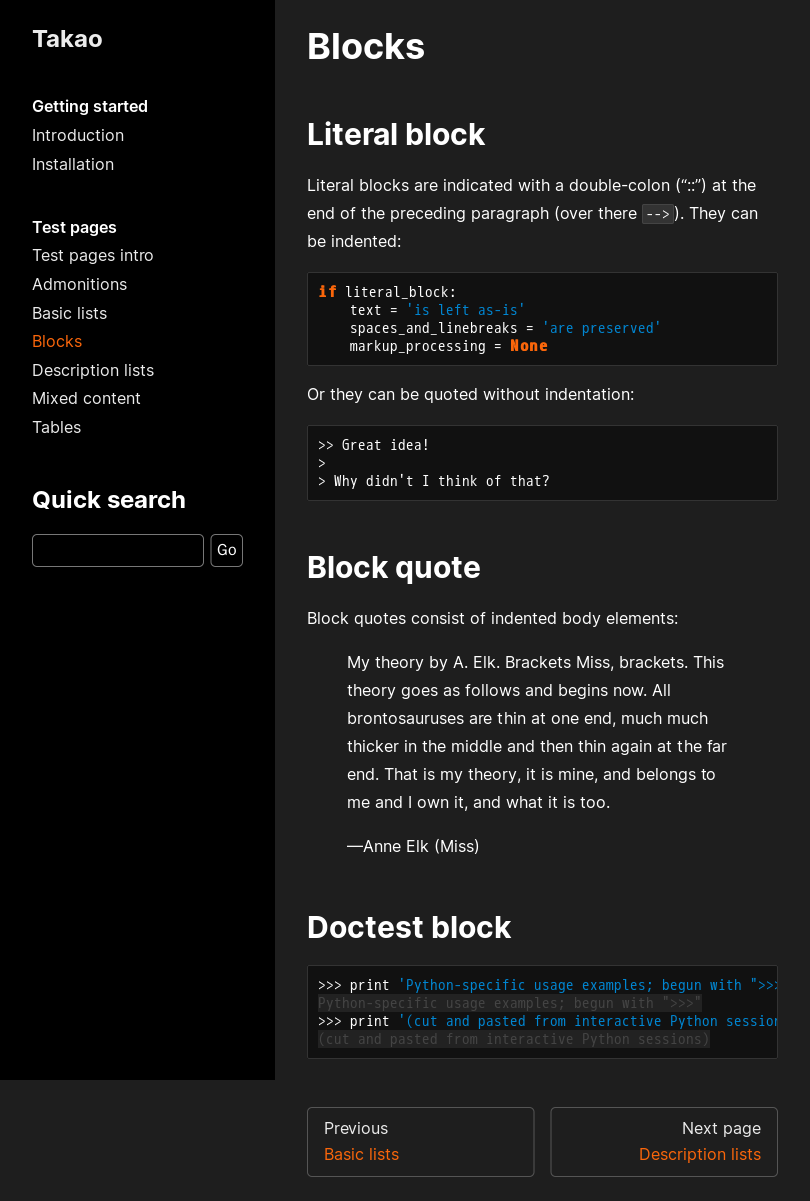 Takao
Getting started
Introduction
Installation
Test pages
Test pages intro
Admonitions
Basic lists
Blocks
Description lists
Mixed content
Tables
Quick search
Go
Blocks
Literal block
Literal blocks are indicated with a double-colon (“::”) at the
end of the preceding paragraph (over there -->). They can
be indented:
if literal_block:
    text = 'is left as-is'
    spaces_and_linebreaks = 'are preserved'
    markup_processing = None
Or they can be quoted without indentation:
>> Great idea!
>
> Why didn't I think of that?
Block quote
Block quotes consist of indented body elements:
My theory by A. Elk. Brackets Miss, brackets. This
theory goes as follows and begins now. All
brontosauruses are thin at one end, much much
thicker in the middle and then thin again at the far
end. That is my theory, it is mine, and belongs to
me and I own it, and what it is too.
—Anne Elk (Miss)
Doctest block
>>> print 'Python-specific usage examples; begun with ">>>
Python-specific usage examples; begun with ">>>"
>>> print '(cut and pasted from interactive Python session
(cut and pasted from interactive Python sessions)
Previous
Basic lists
Next page
Description lists